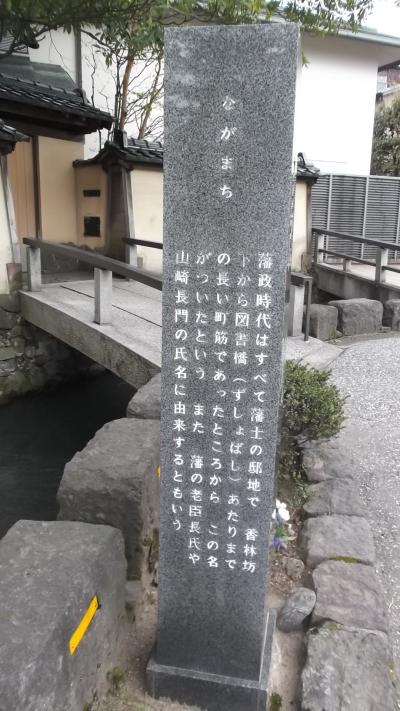 ながまち
藩政時代はすべて藩士の邸地で 香林坊
下から図書橋(ずしょばし)あたりまで
の長い町筋であったところから この名
がついたという また 藩の老臣長氏や
山崎長門の氏名に由来するともいう